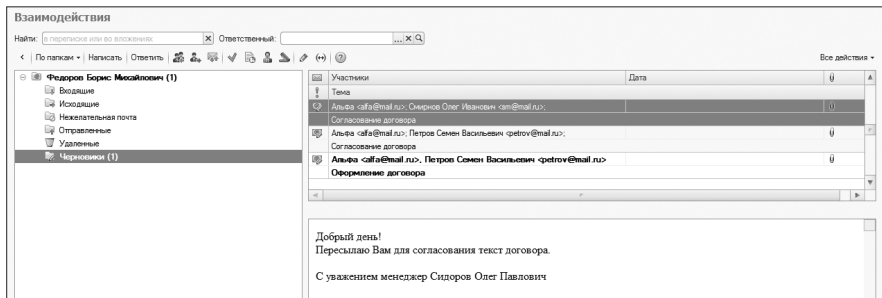 Взаимодействия
Найти: в переписке или во вложениях Ответственный:
По папкам Написать Ответить Все действия
Федоров Борис Михайлович (1)
Входящие
Исходящие
Нежелательная почта
Отправленные
Удаленные
Черновики (1)
Участники Дата
Тема
Альфа <alfa@mail.ru>; Смирнов Олег Иванович <sm@mail.ru>;
Согласование договора
Альфа <alfa@mail.ru>; Петров Семен Васильевич <petrov@mail.ru>;
Согласование договора
Альфа <alfa@mail.ru>, Петров Семен Васильевич <petrov@mail.ru>
Оформление договора
Добрый день!
Пересылаю Вам для согласования текст договора.
С уважением менеджер Сидоров Олег Павлович